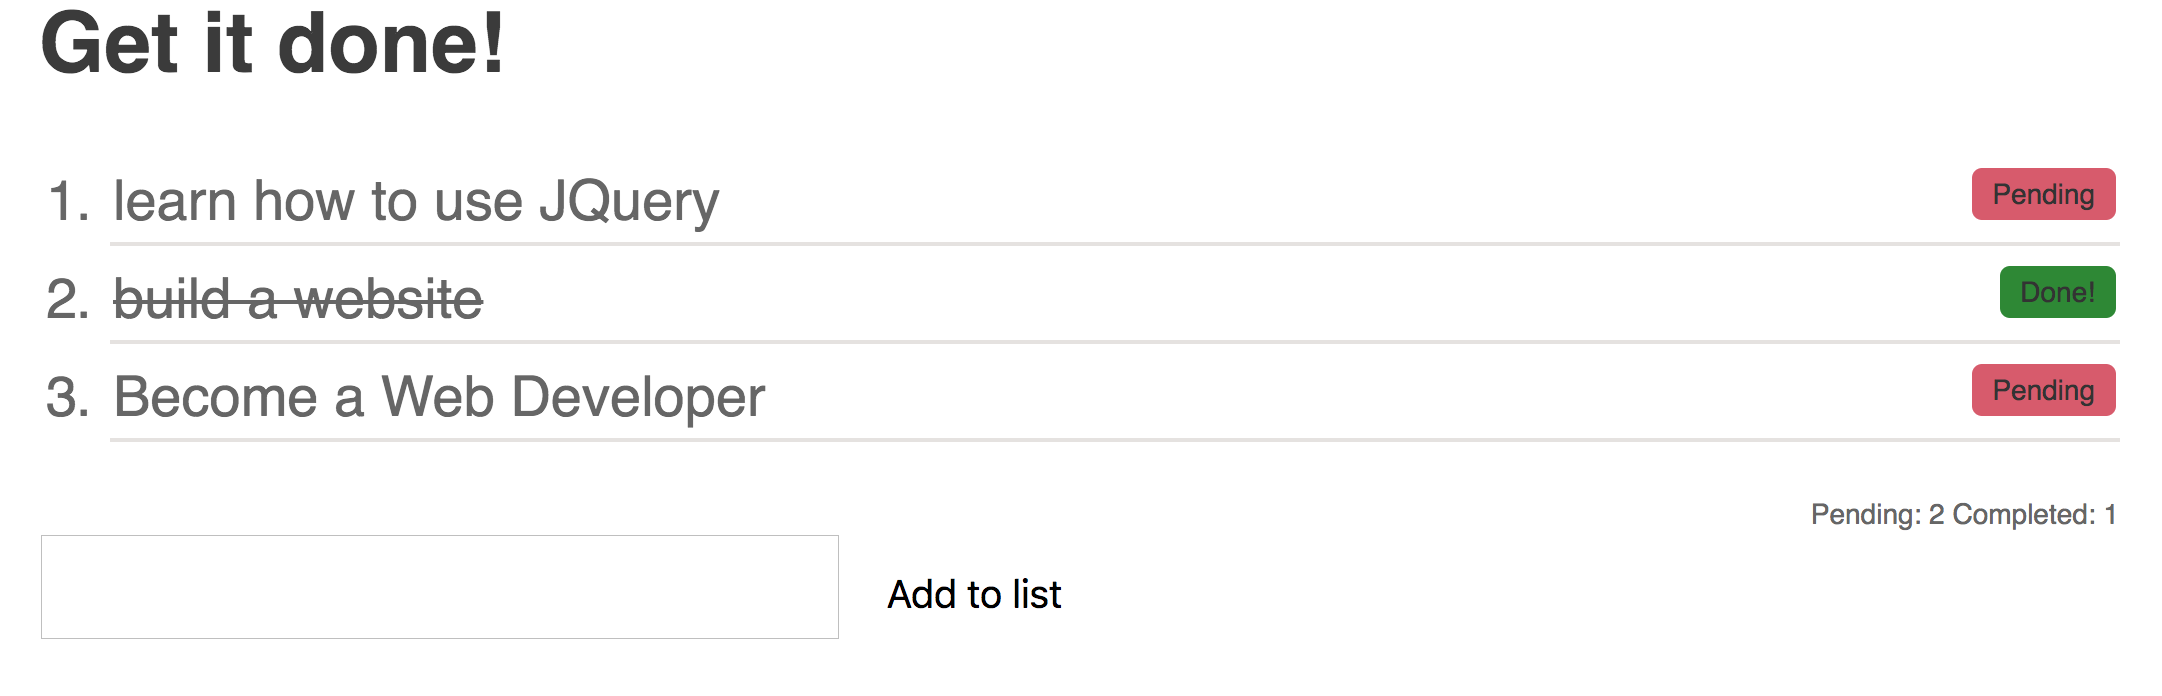 Get it done!
1. learn how to use JQuery Pending
2. build a website Done!
3. Become a Web Developer Pending
Pending: 2 Completed: 1
Add to list